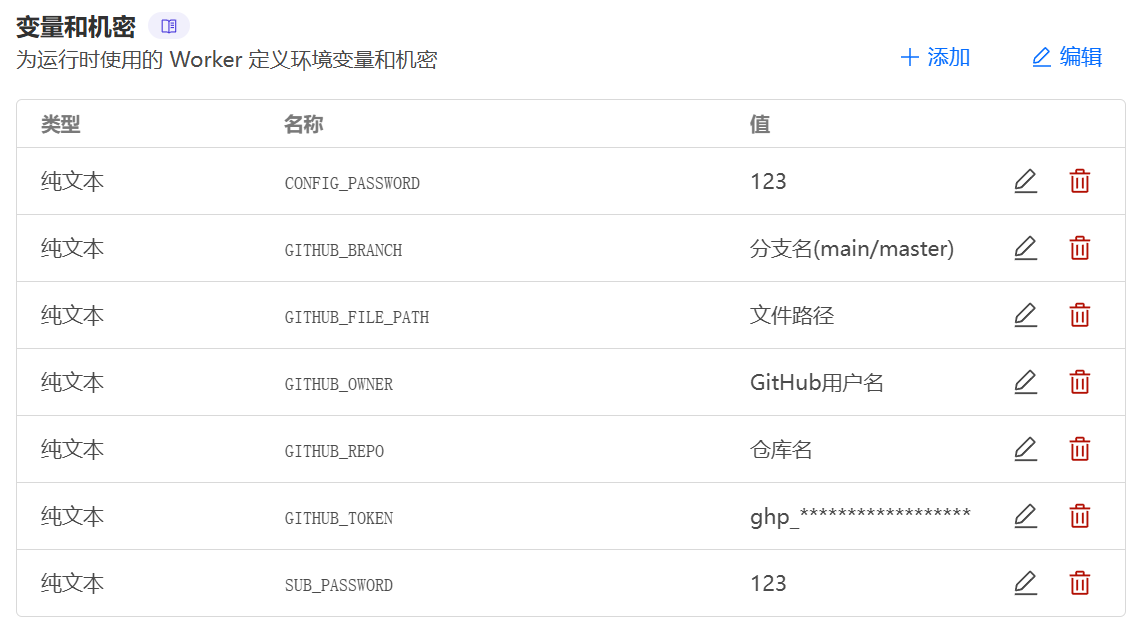 变量和机密
为运行时使用的 Worker 定义环境变量和机密
添加 编辑
类型 名称 值
纯文本 CONFIG_PASSWORD 123
纯文本 GITHUB_BRANCH 分支名(main/master)
纯文本 GITHUB_FILE_PATH 文件路径
纯文本 GITHUB_OWNER GitHub用户名
纯文本 GITHUB_REPO 仓库名
纯文本 GITHUB_TOKEN ghp_******************
纯文本 SUB_PASSWORD 123